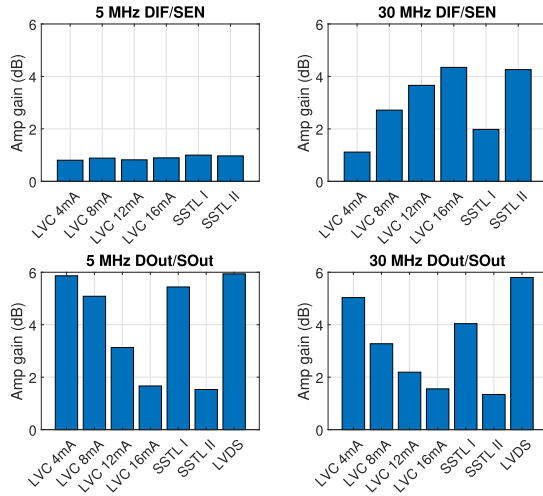 5 MHz DIF/SEN
Amp gain (dB)
6
4
2
0
LVC 4mA
LVC 8mA
LVC 12mA
LVC 16mA
SSTL I
SSTL II
30 MHz DIF/SEN
Amp gain (dB)
6
4
2
0
LVC 4mA
LVC 8mA
LVC 12mA
LVC 16mA
SSTL I
SSTL II
5 MHz DOut/SOut
Amp gain (dB)
6
4
2
0
LVC 4mA
LVC 8mA
LVC 12mA
LVC 16mA
SSTL I
SSTL II
LVDS
30 MHz DOut/SOut
Amp gain (dB)
6
4
2
0
LVC 4mA
LVC 8mA
LVC 12mA
LVC 16mA
SSTL I
SSTL II
LVDS